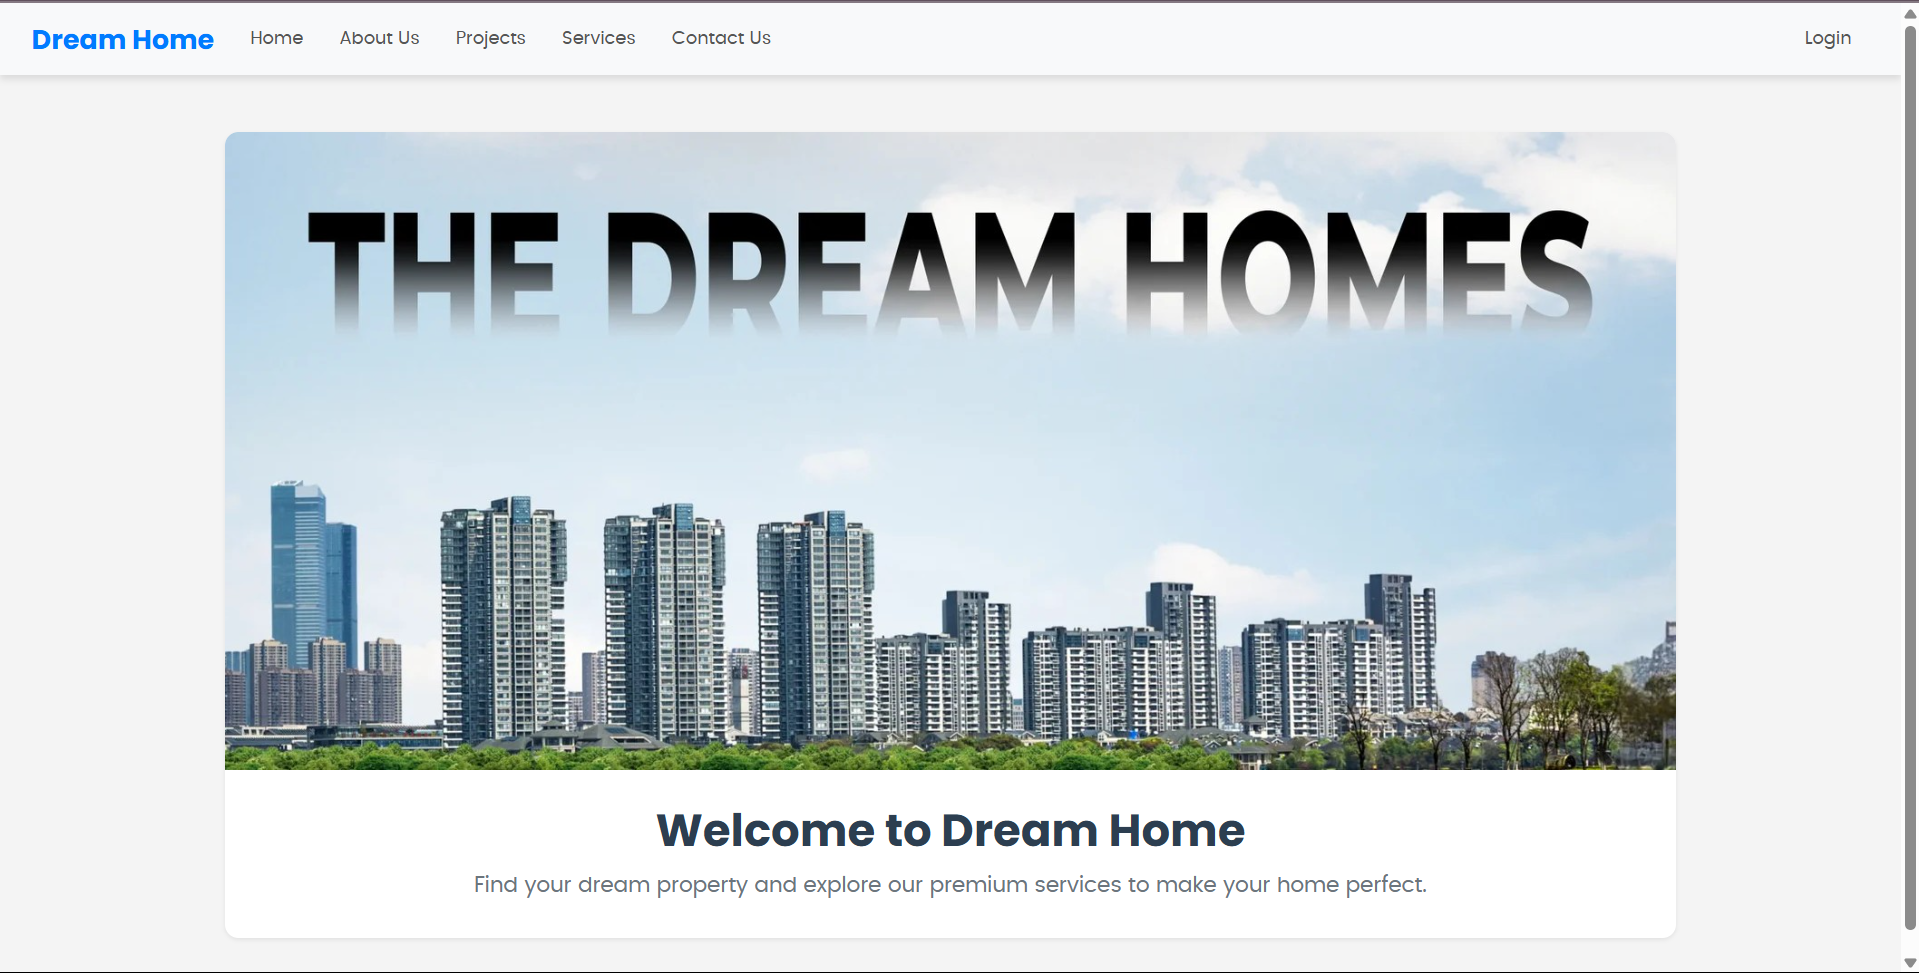 Dream Home Home About Us Projects Services Contact Us Login
THE DREAM HOMES
Welcome to Dream Home
Find your dream property and explore our premium services to make your home perfect.